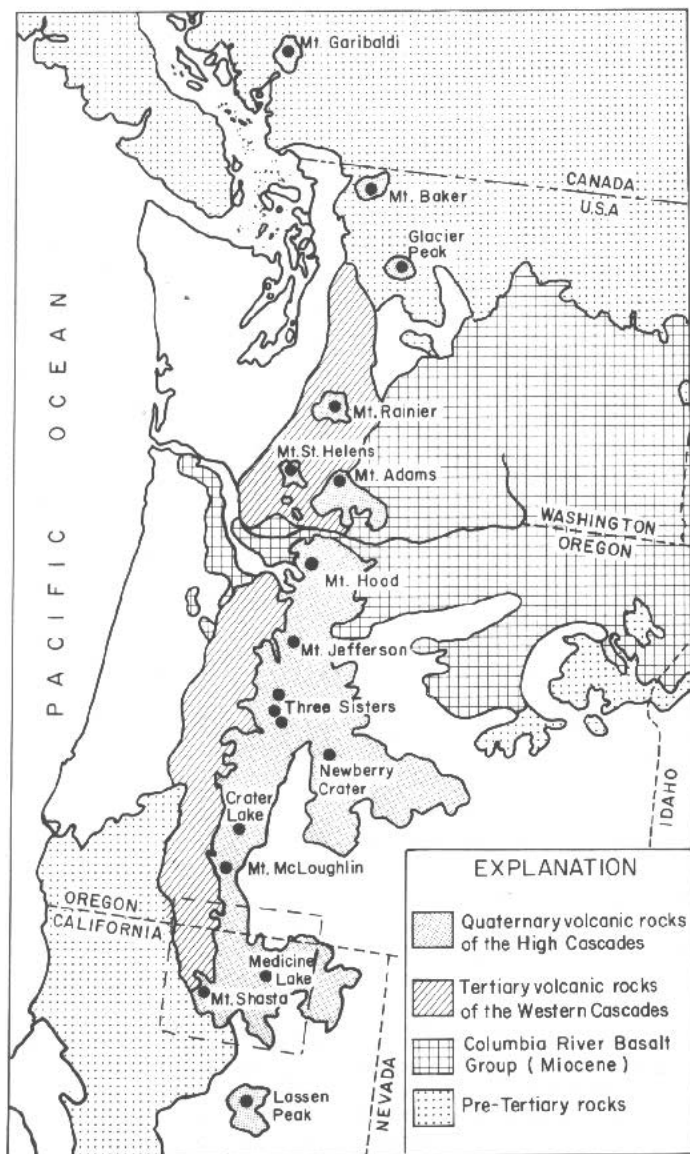 Mt. Garibaldi
CANADA
U.S.A
Mt. Baker
Glacier
Peak
PACIFIC OCEAN
Mt. Rainier
Mt. St. Helens
Mt. Adams
WASHINGTON
OREGON
Mt. Hood
Mt. Jefferson
Three Sisters
Newberry
Crater
IDAHO
Crater
Lake
Mt. McLoughlin
OREGON
CALIFORNIA
Medicine
Lake
Mt. Shasta
NEVADA
Lassen
Peak
EXPLANATION
Quaternary volcanic rocks
of the High Cascades
Tertiary volcanic rocks
of the Western Cascades
Columbia River Basalt
Group (Miocene)
Pre-Tertiary rocks